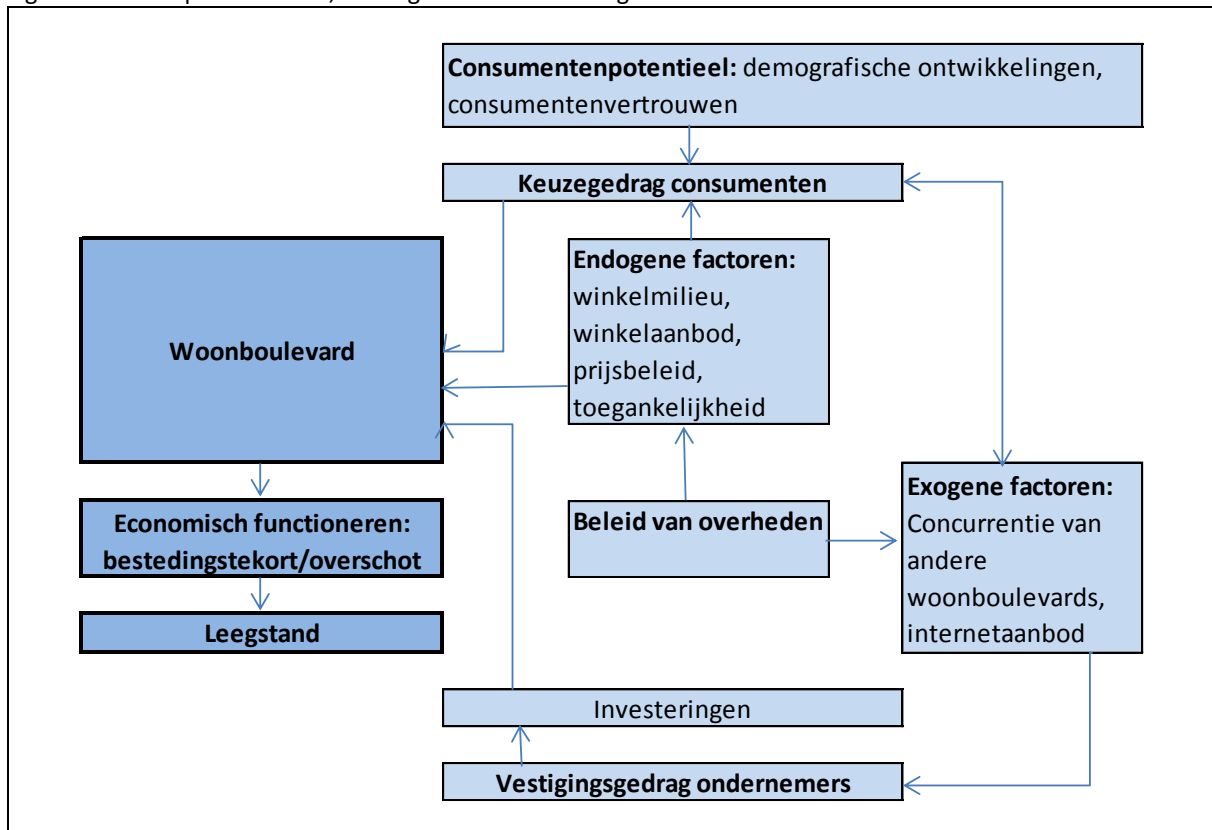 Consumentenpotentieel: demografische ontwikkelingen,
consumentenvertrouwen
Keuzegedrag consumenten
Endogene factoren:
winkelmilieu,
winkelaanbod,
prijsbeleid,
toegankelijkheid
Woonboulevard
Economisch functioneren:
bestedingstekort/overschot
Leegstand
Beleid van overheden
Exogene factoren:
Concurrentie van
andere
woonboulevards,
internetaanbod
Investeringen
Vestigingsgedrag ondernemers